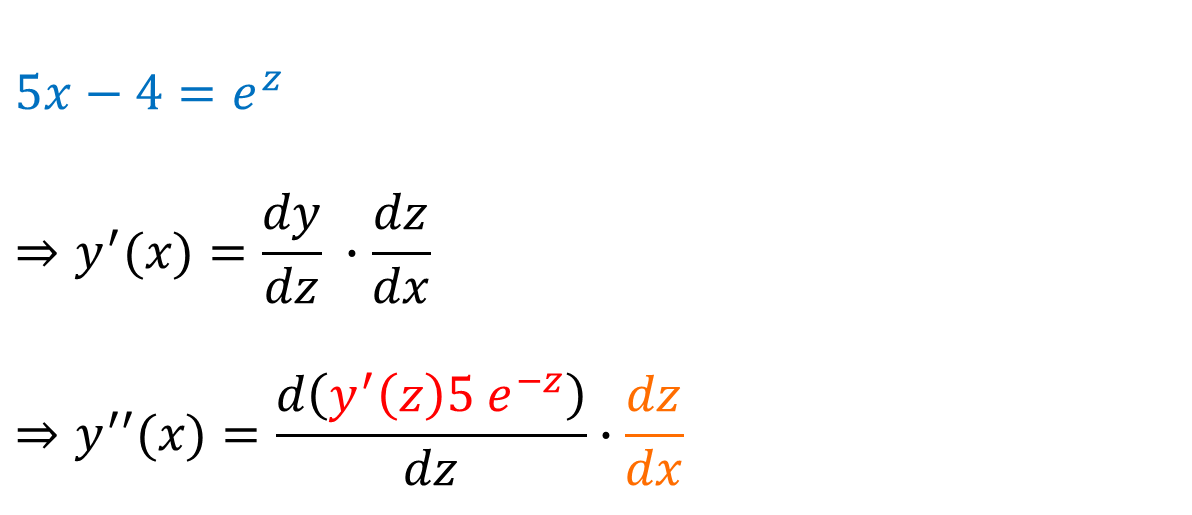 5x − 4 = e^z
⇒ y′(x) = dy/dz · dz/dx
⇒ y′′(x) = d(y′(z)5 e^−z)/dz · dz/dx